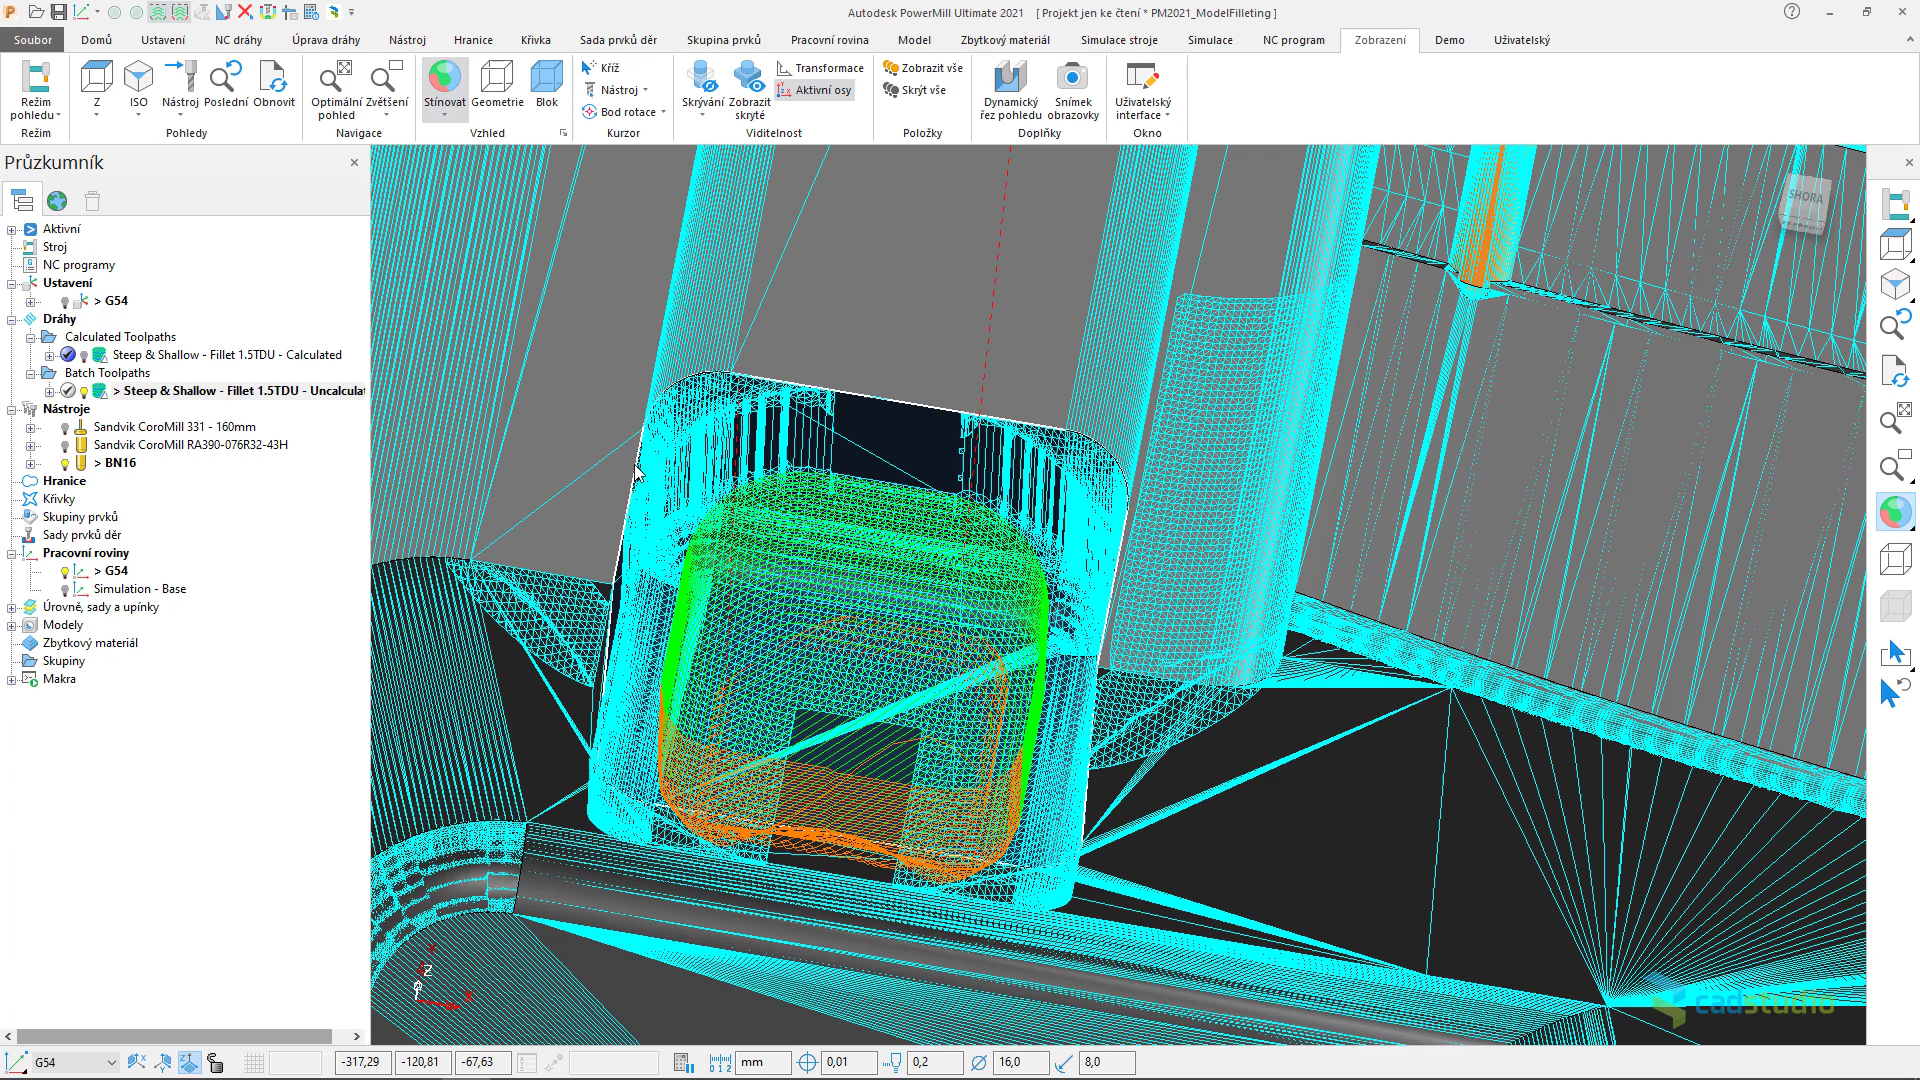 Autodesk PowerMill Ultimate 2021 [ Projekt jen ke čtení * PM2021_ModelFilleting ]
Soubor Domů Ustavení NC dráhy Úprava dráhy Nástroj Hranice Křivka Sada prvků děr Skupina prvků Pracovní rovina Model Zbytkový materiál Simulace stroje Simulace NC program Zobrazení Demo Uživatelský
Režim pohledu
Režim
Z
ISO
Nástroj
Poslední
Obnovit
Pohledy
Optimální pohled
Zvětšení
Navigace
Stínovat
Geometrie
Blok
Vzhled
Kříž
Nástroj
Bod rotace
Kurzor
Skrývání
Zobrazit skryté
Transformace
Aktivní osy
Viditelnost
Zobrazit vše
Skrýt vše
Položky
Dynamický řez pohledu
Snímek obrazovky
Doplňky
Uživatelský interface
Okno
Průzkumník
Aktivní
Stroj
NC programy
Ustavení
> G54
Dráhy
Calculated Toolpaths
Steep & Shallow - Fillet 1.5TDU - Calculated
Batch Toolpaths
> Steep & Shallow - Fillet 1.5TDU - Uncalculat
Nástroje
Sandvik CoroMill 331 - 160mm
Sandvik CoroMill RA390-076R32-43H
> BN16
Hranice
Křivky
Skupiny prvků
Sady prvků děr
Pracovní roviny
> G54
Simulation - Base
Úrovně, sady a upínky
Modely
Zbytkový materiál
Skupiny
Makra
SHORA
Z
X
cadstudio
G54 -317,29 -120,81 -67,63 mm 0,01 0,2 16,0 8,0